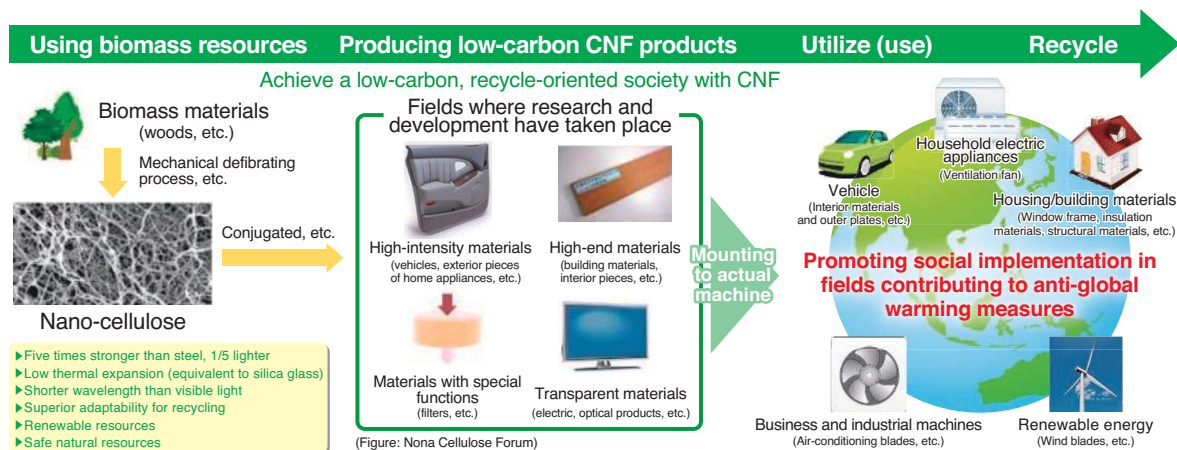 Using biomass resources
Producing low-carbon CNF products
Utilize (use)
Recycle
Achieve a low-carbon, recycle-oriented society with CNF
Biomass materials
(woods, etc.)
Mechanical defibrating
process, etc.
Conjugated, etc.
Nano-cellulose
▶Five times stronger than steel, 1/5 lighter
▶Low thermal expansion (equivalent to silica glass)
▶Shorter wavelength than visible light
▶Superior adaptability for recycling
▶Renewable resources
▶Safe natural resources
Fields where research and
development have taken place
High-intensity materials
(vehicles, exterior pieces
of home appliances, etc.)
High-end materials
(building materials,
interior pieces, etc.)
Materials with special
functions
(filters, etc.)
Transparent materials
(electric, optical products, etc.)
(Figure: Nona Cellulose Forum)
Mounting
to actual
machine
Household electric
appliances
(Ventilation fan)
Vehicle
(Interior materials
and outer plates, etc.)
Housing/building materials
(Window frame, insulation
materials, structural materials, etc.)
Promoting social implementation in
fields contributing to anti-global
warming measures
Business and industrial machines
(Air-conditioning blades, etc.)
Renewable energy
(Wind blades, etc.)